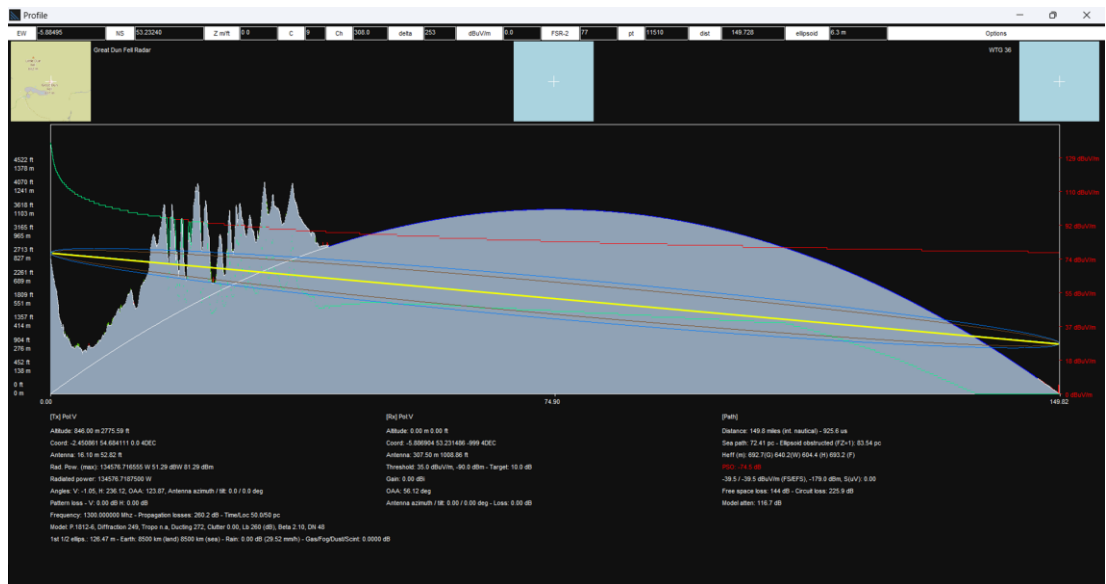 Profile
EW -5.88495 NS 53.23240 Z m/ft 0 0 C 9 Ch 308.0 delta 253 dBuV/m 0.0 FSR-2 77 pt 11510 dist 149.728 ellipsoid 6.3 m Options
Great Dun Fell Radar
WTG 36
4522 ft
1378 m
4070 ft
1241 m
3618 ft
1103 m
3165 ft
965 m
2713 ft
827 m
2261 ft
689 m
1809 ft
551 m
1357 ft
414 m
904 ft
276 m
452 ft
138 m
0 ft
0 m
110 dBuV/m
92 dBuV/m
74 dBuV/m
55 dBuV/m
37 dBuV/m
0 dBuV/m
0.00 74.90 149.82
[Tx] Pol:V
Altitude: 846.00 m 2775.59 ft
Coord: -2.450861 54.684111 0.0 4DEC
Antenna: 16.10 m 52.82 ft
Rad. Pow. (max): 134576.716555 W 51.29 dBW 81.29 dBm
Radiated power: 134576.7187500 W
Angles: V: -1.05, H: 236.12, OAA: 123.87, Antenna azimuth / tilt: 0.0 / 0.0 deg
Pattern loss - V: 0.00 dB H: 0.00 dB
Frequency: 1300.000000 Mhz - Propagation losses: 260.2 dB - Time/Loc 50.0/50 pc
Model: P.1812-6, Diffraction 249, Tropo n.a, Ducting 272, Clutter 0.00, Lb 260 (dB), Beta 2.10, DN 48
1st 1/2 ellips.: 126.47 m - Earth: 8500 km (land) 8500 km (sea) - Rain: 0.00 dB (29.52 mm/h) - Gas/Fog/Dust/Scint: 0.0000 dB
[Rx] Pol:V
Altitude: 0.00 m 0.00 ft
Coord: -5.886904 53.231486 -999 4DEC
Antenna: 307.50 m 1008.86 ft
Threshold: 35.0 dBuV/m, -80.0 dBm - Target: 10.0 dB
Gain: 0.00 dBi
OAA: 56.12 deg
Antenna azimuth / tilt: 0.00 / 0.00 deg - Loss: 0.00 dB
[Path]
Distance: 149.8 miles (int. nautical) - 925.6 us
Sea path: 72.41 pc - Ellipsoid obstructed (FZ=1): 83.54 pc
Heff (m): 692.7(G) 640.2(W) 604.4 (H) 693.2 (F)
FSO: -74.5 dB
-39.5 / -39.5 dBuV/m (FS/EFS), -179.0 dBm, S(uV): 0.00
Free space loss: 144 dB - Circuit loss: 225.9 dB
Model atten: 116.7 dB